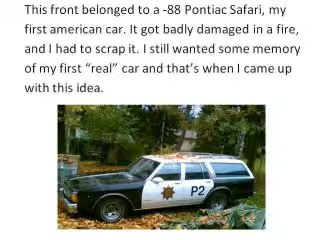 This front belonged to a -88 Pontiac Safari, my
first american car. It got badly damaged in a fire,
and I had to scrap it. I still wanted some memory
of my first “real” car and that’s when I came up
with this idea.
P2